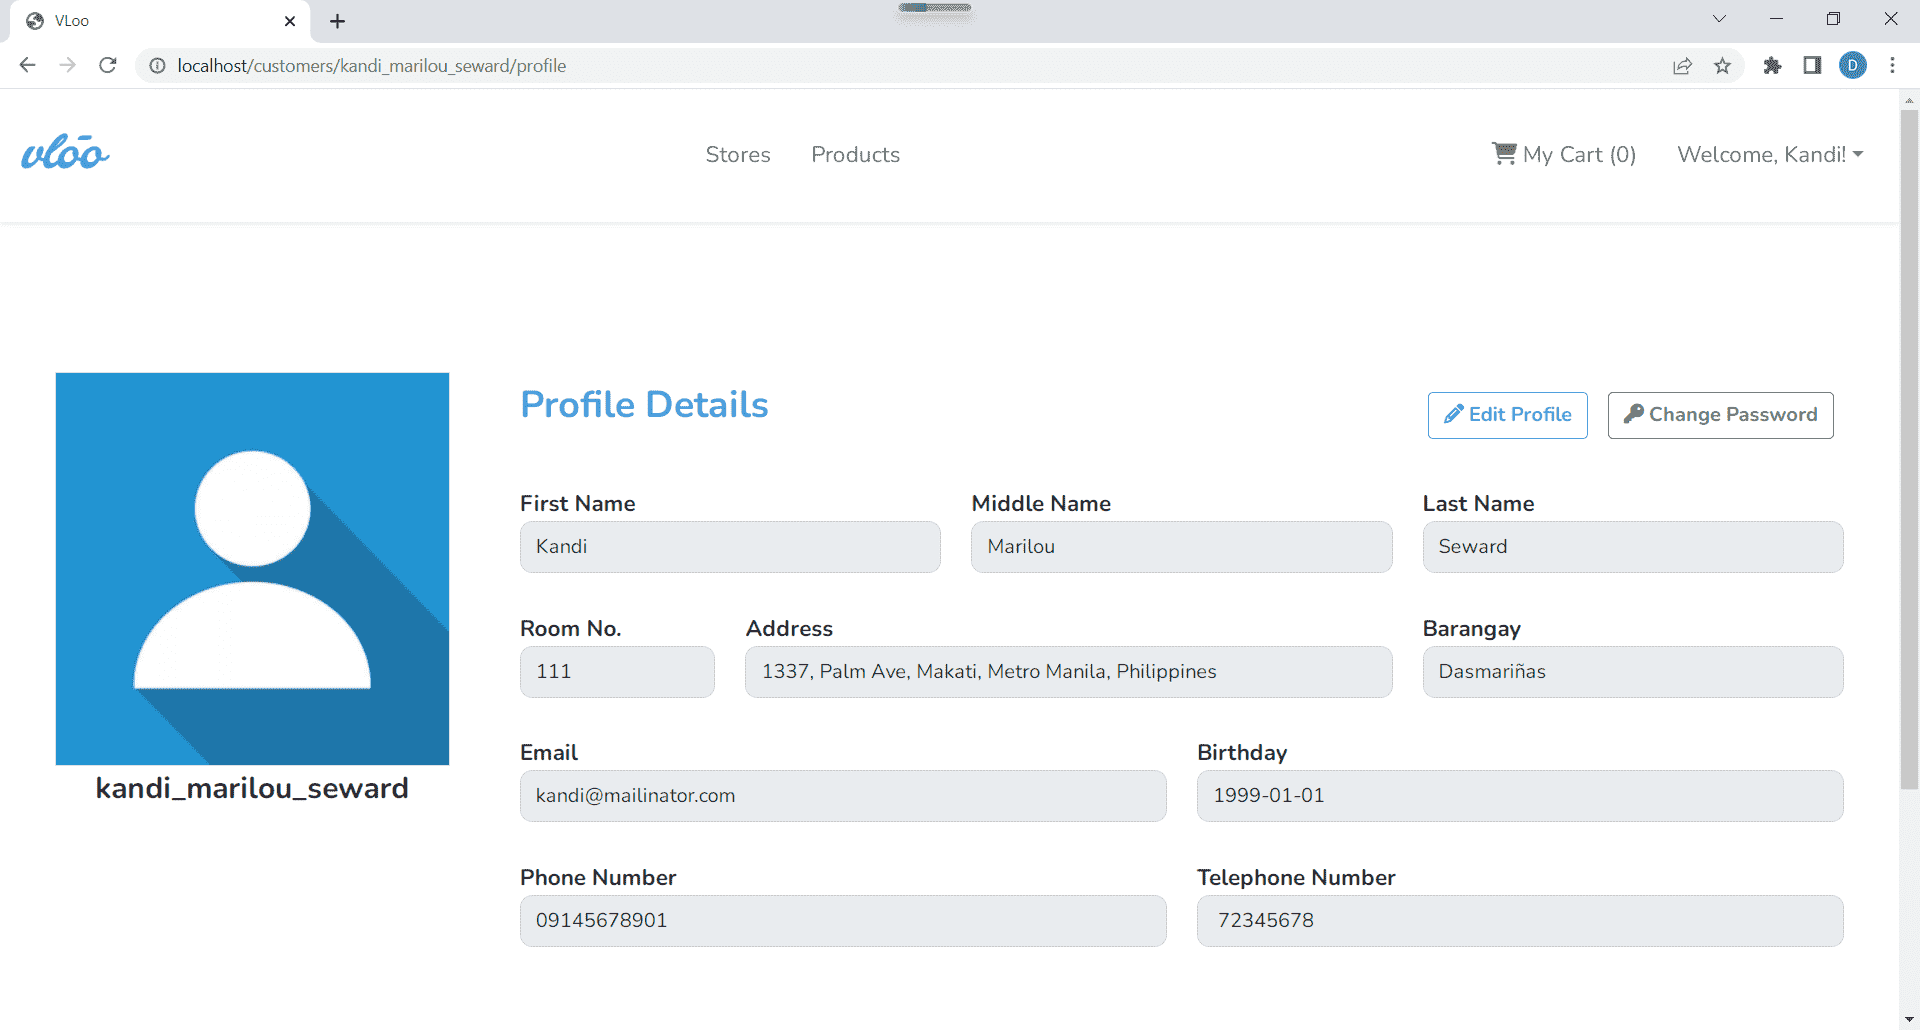 VLoo
localhost/customers/kandi_marilou_seward/profile
D
vloo
Stores
Products
My Cart (0)
Welcome, Kandi!
Profile Details
Edit Profile
Change Password
First Name
Middle Name
Last Name
Kandi
Marilou
Seward
Room No.
Address
Barangay
111
1337, Palm Ave, Makati, Metro Manila, Philippines
Dasmariñas
kandi_marilou_seward
Email
Birthday
kandi@mailinator.com
1999-01-01
Phone Number
Telephone Number
09145678901
72345678